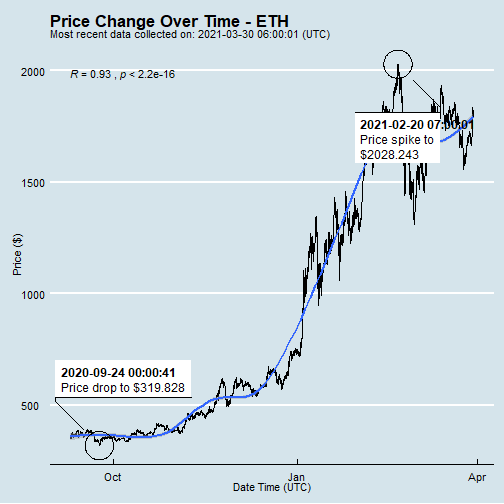 Price Change Over Time - ETH
Most recent data collected on: 2021-03-30 06:00:01 (UTC)
R = 0.93 , p < 2.2e-16
2000
1500
1000
500
Price ($)
2021-02-20 07:00:0
Price spike to
$2028.243
2020-09-24 00:00:41
Price drop to $319.828
Oct
Jan
Apr
Date Time (UTC)